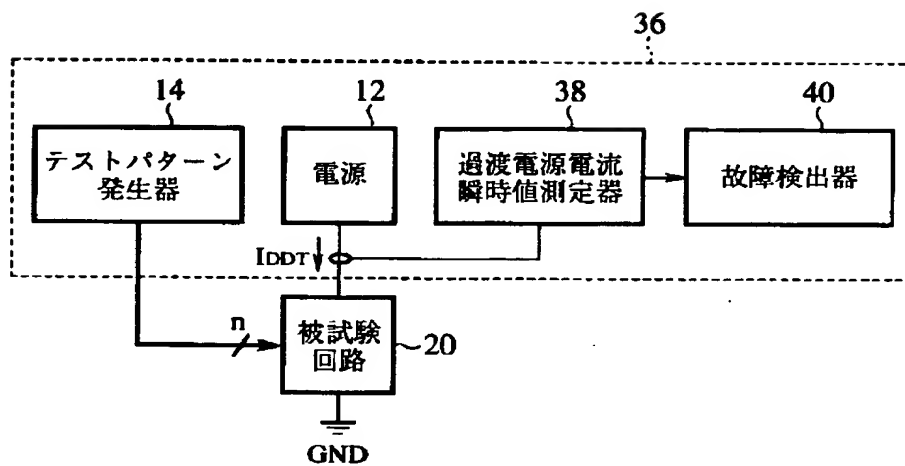 36
14
12
38
40
テストパターン
発生器
電源
過渡電源電流
瞬時値測定器
故障検出器
IDDT
n
被試験
回路
20
GND